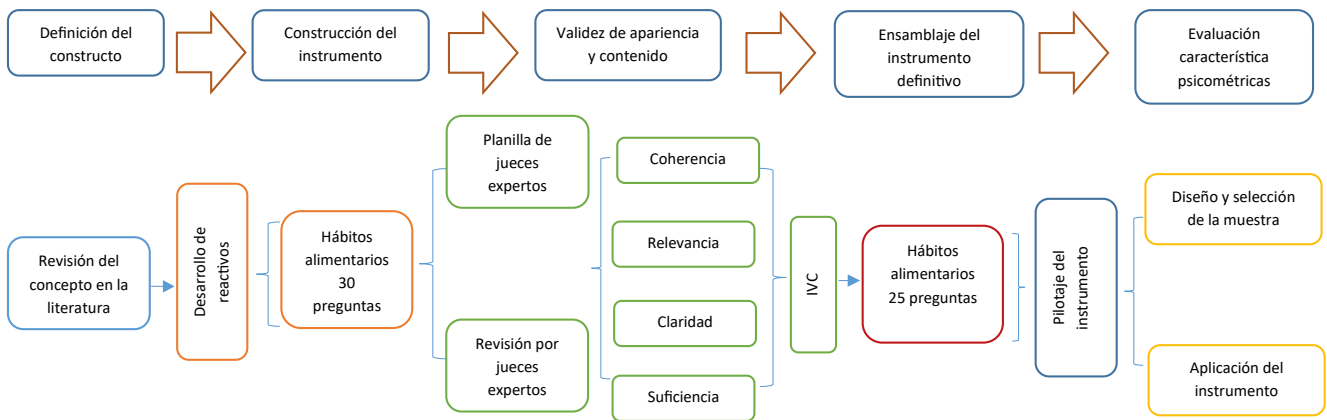 Definición del
constructo
Construcción del
instrumento
Validez de apariencia
y contenido
Ensamblaje del
instrumento
definitivo
Evaluación
característica
psicométricas
Revisión del
concepto en la
literatura
Desarrollo de
reactivos
Hábitos
alimentarios
30
preguntas
Planilla de
jueces
expertos
Revisión por
jueces
expertos
Coherencia
Relevancia
Claridad
Suficiencia
IVC
Hábitos
alimentarios
25 preguntas
Pilotaje del
instrumento
Diseño y selección
de la muestra
Aplicación del
instrumento